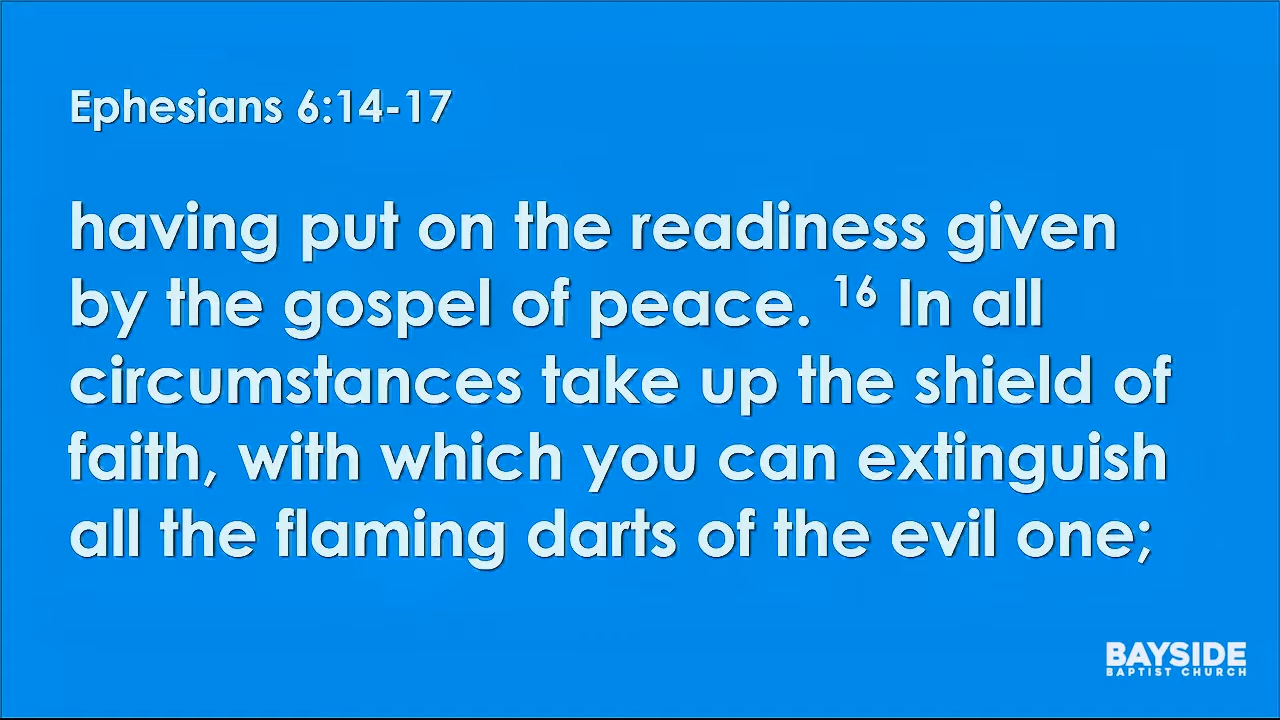 Ephesians 6:14-17
having put on the readiness given
by the gospel of peace. 16 In all
circumstances take up the shield of
faith, with which you can extinguish
all the flaming darts of the evil one;
BAYSIDE
BAPTIST CHURCH